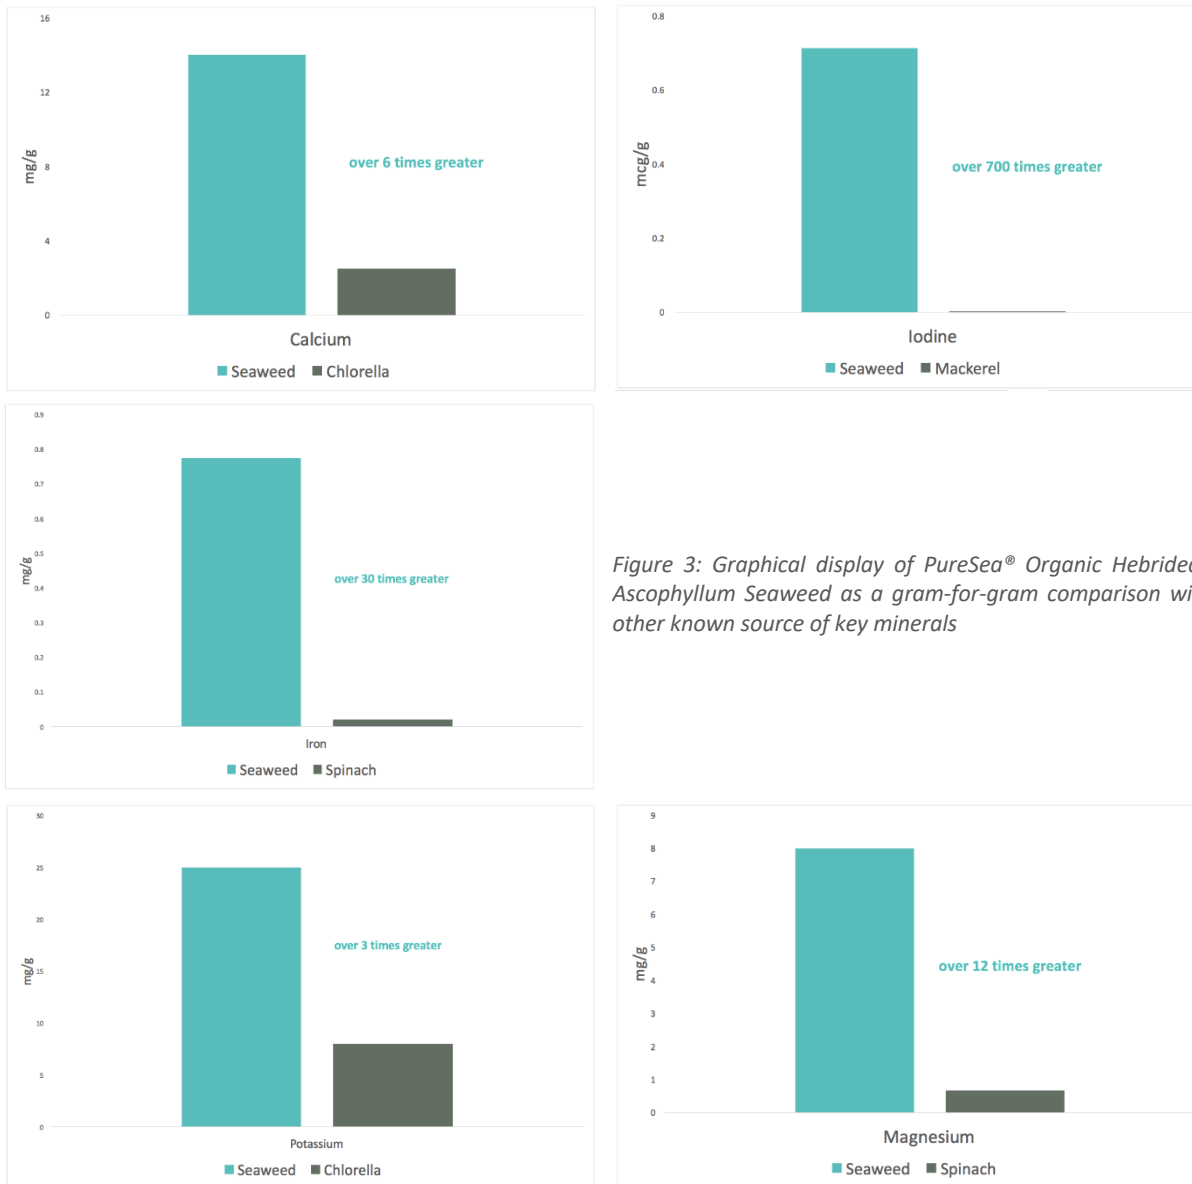 16
12
8
4
0
mg/g
over 6 times greater
Calcium
Seaweed Chlorella
0.8
0.6
0.4
0.2
0
mcg/g
over 700 times greater
Iodine
Seaweed Mackerel
0.9
0.8
0.7
0.6
0.5
0.4
0.3
0.2
0.1
0
mg/g
over 30 times greater
Iron
Seaweed Spinach
Figure 3: Graphical display of PureSea® Organic Hebridea
Ascophyllum Seaweed as a gram-for-gram comparison wi
other known source of key minerals
30
25
20
15
10
5
0
mg/g
over 3 times greater
Potassium
Seaweed Chlorella
9
8
7
6
5
4
3
2
1
0
mg/g
over 12 times greater
Magnesium
Seaweed Spinach